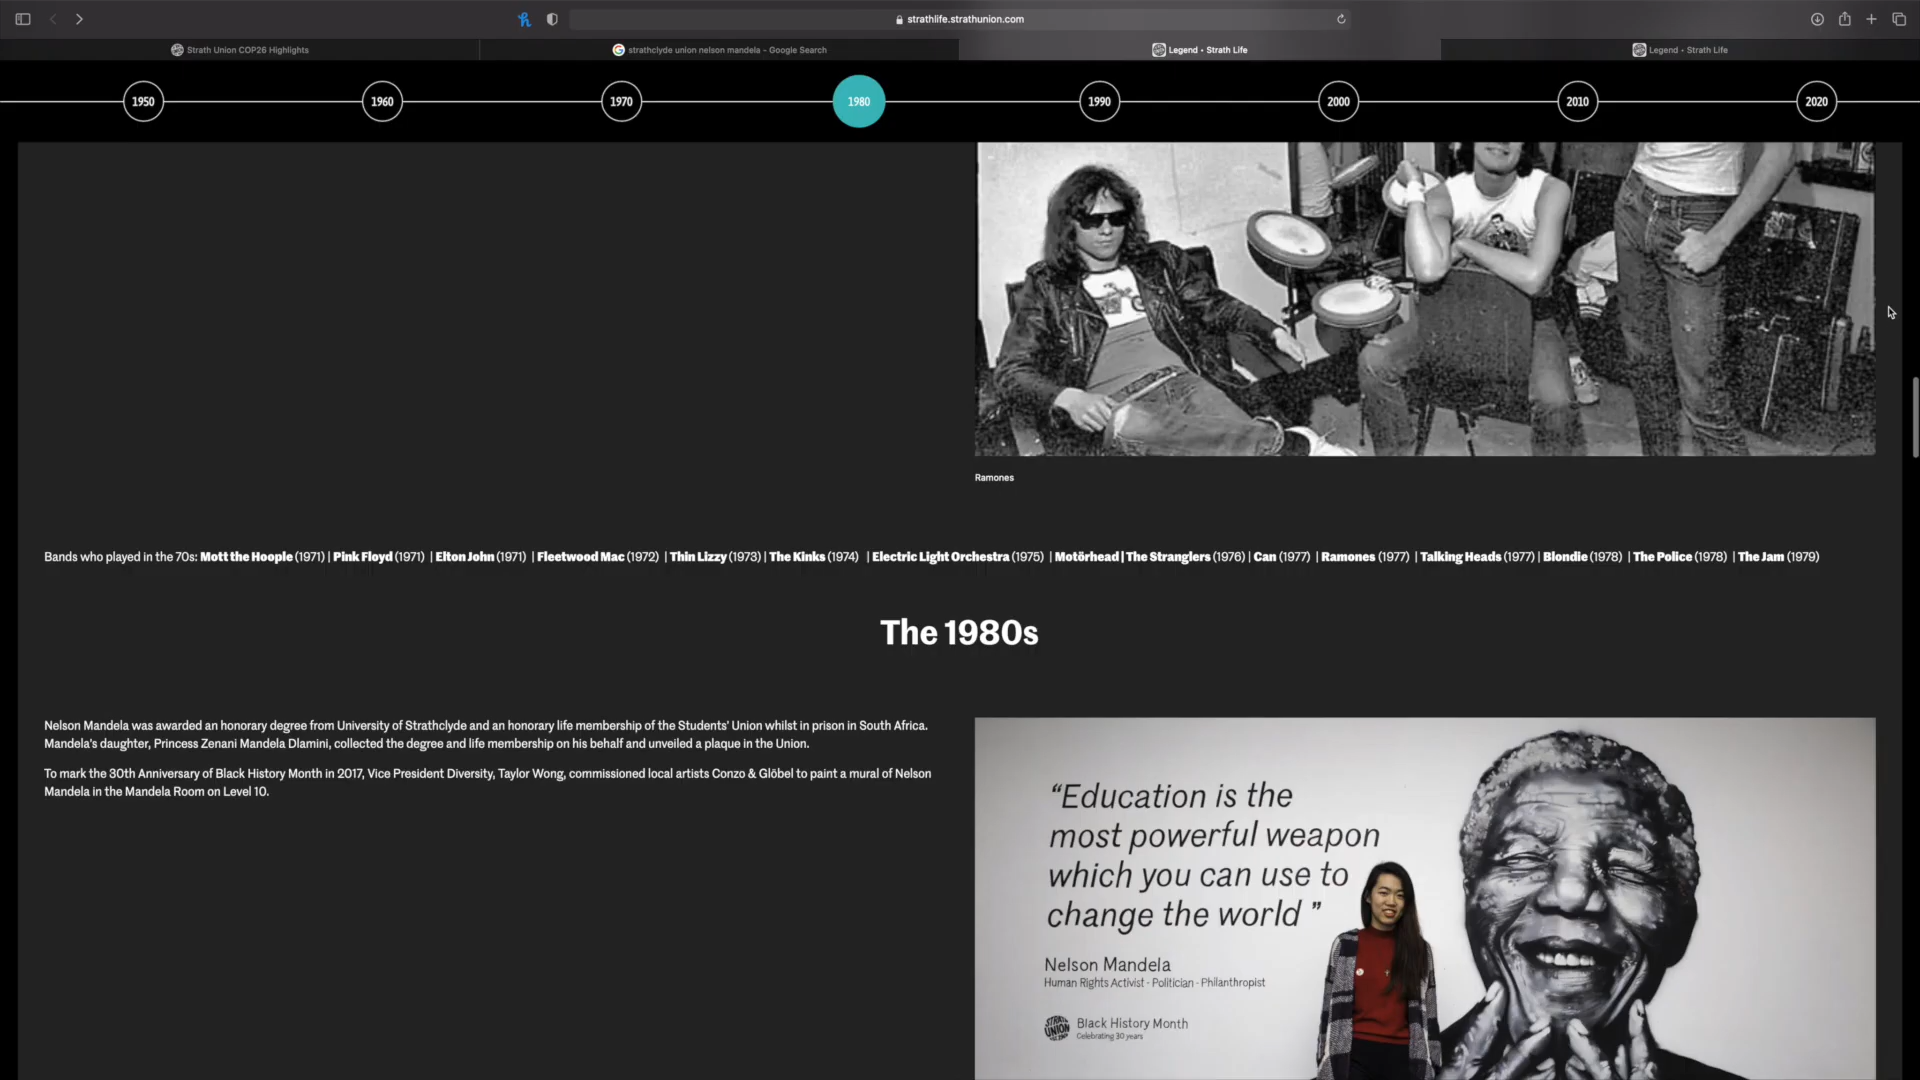 strathlife.strathunion.com
Strath Union COP26 Highlights
strathclyde union nelson mandela - Google Search
Legend • Strath Life
Legend • Strath Life
1950
1960
1970
1980
1990
2000
2010
2020
Ramones
Bands who played in the 70s: Mott the Hoople (1971) | Pink Floyd (1971) | Elton John (1971) | Fleetwood Mac (1972) | Thin Lizzy (1973) | The Kinks (1974) | Electric Light Orchestra (1975) | Motörhead | The Stranglers (1976) | Can (1977) | Ramones (1977) | Talking Heads (1977) | Blondie (1978) | The Police (1978) | The Jam (1979)
The 1980s
Nelson Mandela was awarded an honorary degree from University of Strathclyde and an honorary life membership of the Students' Union whilst in prison in South Africa.
Mandela's daughter, Princess Zenani Mandela Dlamini, collected the degree and life membership on his behalf and unveiled a plaque in the Union.
To mark the 30th Anniversary of Black History Month in 2017, Vice President Diversity, Taylor Wong, commissioned local artists Conzo & Glöbel to paint a mural of Nelson
Mandela in the Mandela Room on Level 10.
“Education is the
most powerful weapon
which you can use to
change the world ”
Nelson Mandela
Human Rights Activist - Politician - Philanthropist
STRATH
UNION
Black History Month
Celebrating 30 years